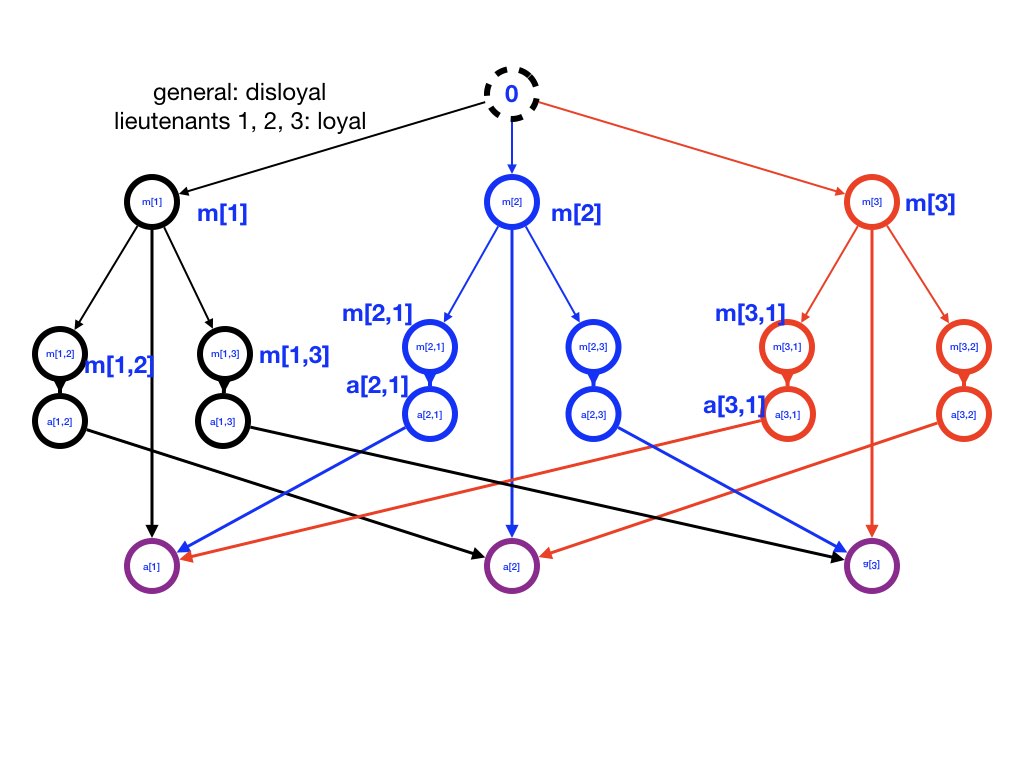 general: disloyal
lieutenants 1, 2, 3: loyal
0
m[1]
m[1]
m[2]
m[2]
m[3]
m[3]
m[2,1]
m[3,1]
m[1,2]
m[1,2]
m[1,3]
m[1,3]
m[2,1]
m[2,3]
m[3,1]
m[3,2]
a[2,1]
a[3,1]
a[1,2]
a[1,3]
a[2,1]
a[2,3]
a[3,1]
a[3,2]
a[1]
a[2]
g[3]